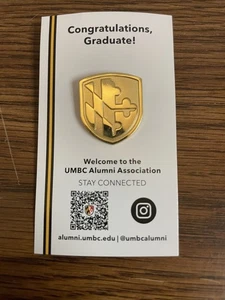 Congratulations,
Graduate!
Welcome to the
UMBC Alumni Association
STAY CONNECTED
alumni.umbc.edu | @umbcalumni